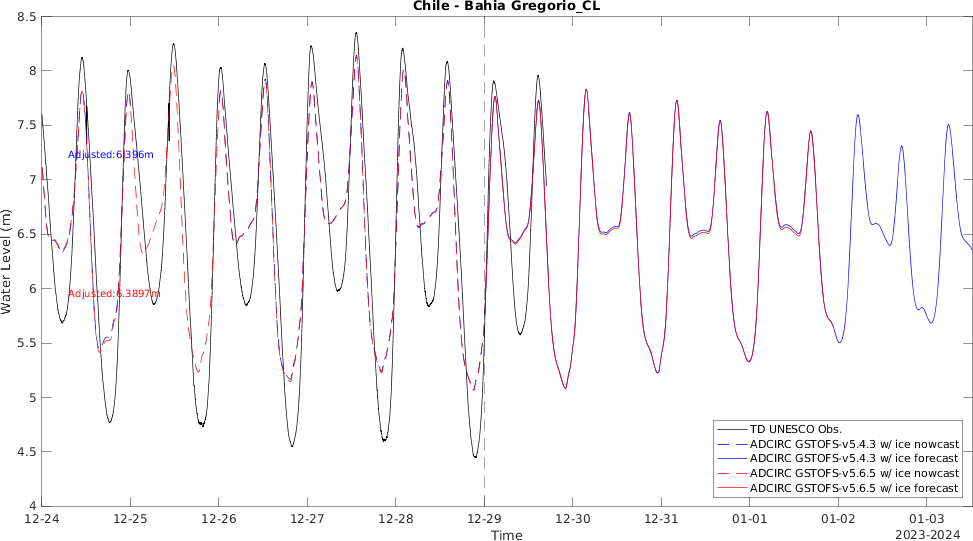 Chile - Bahia Gregorio_CL
8.5
8
7.5
7
6.5
6
5.5
5
4.5
4
Water Level (m)
Adjusted:6.396m
Adjusted:6.3897m
TD UNESCO Obs.
ADCIRC GSTOFS-v5.4.3 w/ ice nowcast
ADCIRC GSTOFS-v5.4.3 w/ ice forecast
ADCIRC GSTOFS-v5.6.5 w/ ice nowcast
ADCIRC GSTOFS-v5.6.5 w/ ice forecast
12-24 12-25 12-26 12-27 12-28 12-29 12-30 12-31 01-01 01-02 01-03
Time
2023-2024